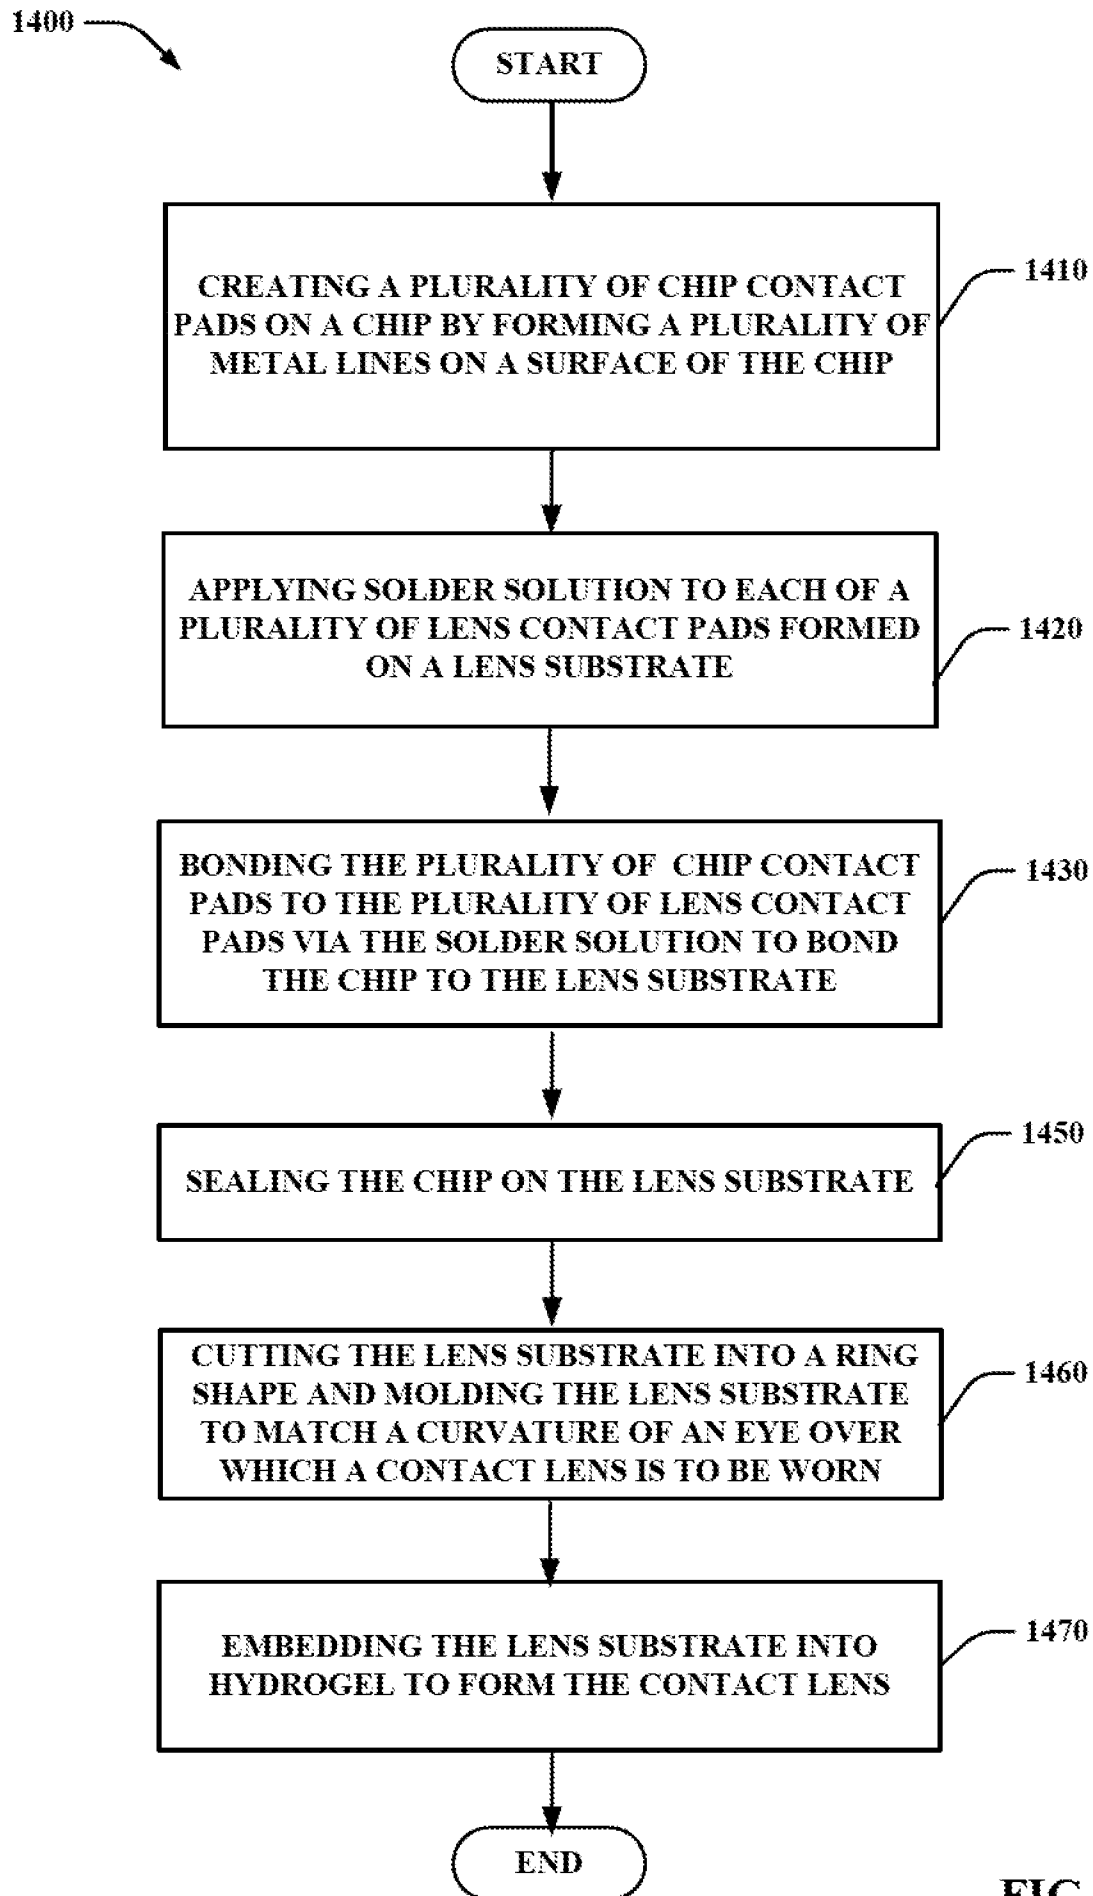 1400
START
CREATING A PLURALITY OF CHIP CONTACT
PADS ON A CHIP BY FORMING A PLURALITY OF
METAL LINES ON A SURFACE OF THE CHIP
1410
APPLYING SOLDER SOLUTION TO EACH OF A
PLURALITY OF LENS CONTACT PADS FORMED
ON A LENS SUBSTRATE
1420
BONDING THE PLURALITY OF CHIP CONTACT
PADS TO THE PLURALITY OF LENS CONTACT
PADS VIA THE SOLDER SOLUTION TO BOND
THE CHIP TO THE LENS SUBSTRATE
1430
SEALING THE CHIP ON THE LENS SUBSTRATE
1450
CUTTING THE LENS SUBSTRATE INTO A RING
SHAPE AND MOLDING THE LENS SUBSTRATE
TO MATCH A CURVATURE OF AN EYE OVER
WHICH A CONTACT LENS IS TO BE WORN
1460
EMBEDDING THE LENS SUBSTRATE INTO
HYDROGEL TO FORM THE CONTACT LENS
1470
END
FIG